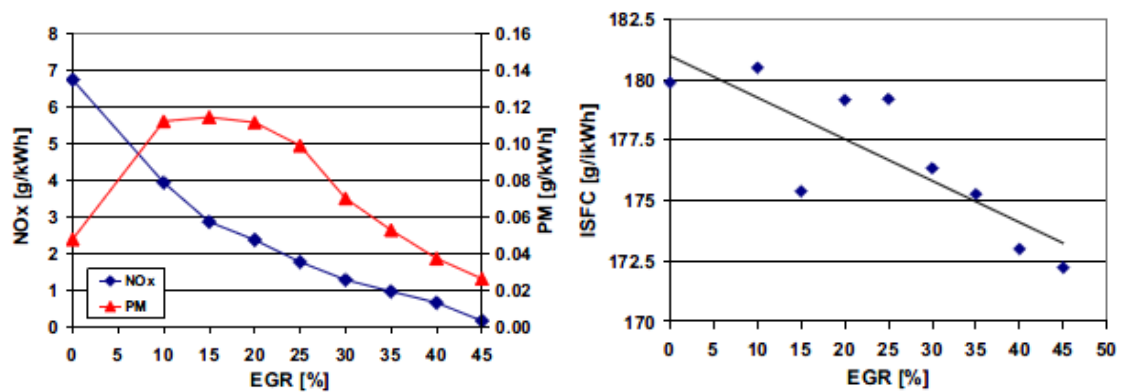 8 0.16
7 0.14
6 0.12
5 0.10
4 0.08
3 0.06
2 0.04
1 0.02
0 0.00
NOx [g/kWh]
PM [g/kWh]
NOx
PM
0 5 10 15 20 25 30 35 40 45
EGR [%]
182.5
180
177.5
175
172.5
170
ISFC [g/ikWh]
0 5 10 15 20 25 30 35 40 45 50
EGR [%]